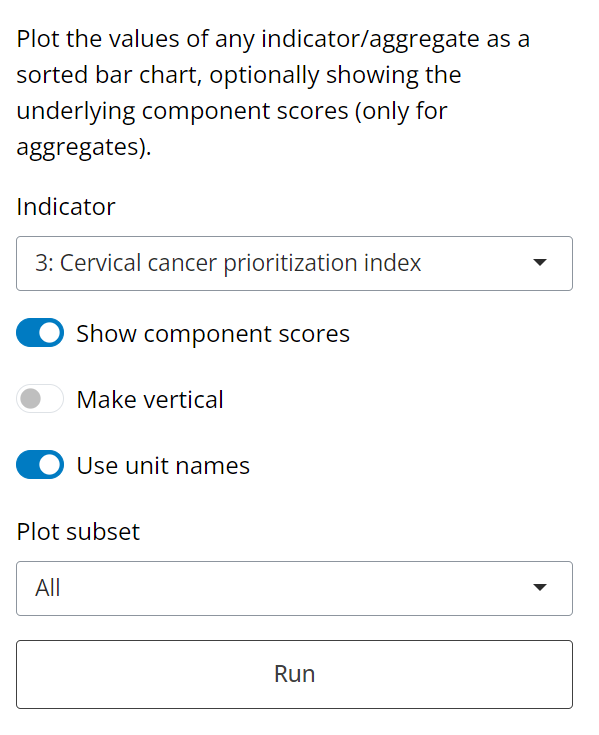 Plot the values of any indicator/aggregate as a
sorted bar chart, optionally showing the
underlying component scores (only for
aggregates).
Indicator
3: Cervical cancer prioritization index
Show component scores
Make vertical
Use unit names
Plot subset
All
Run